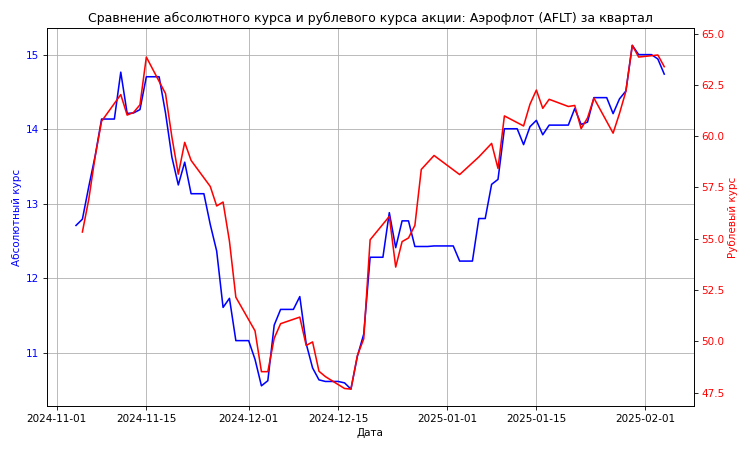 Сравнение абсолютного курса и рублевого курса акции: Аэрофлот (AFLT) за квартал
Абсолютный курс
15
14
13
12
11
65.0
62.5
60.0
57.5
55.0
52.5
50.0
47.5
Рублевый курс
2024-11-01 2024-11-15 2024-12-01 2024-12-15 2025-01-01 2025-01-15 2025-02-01
Дата